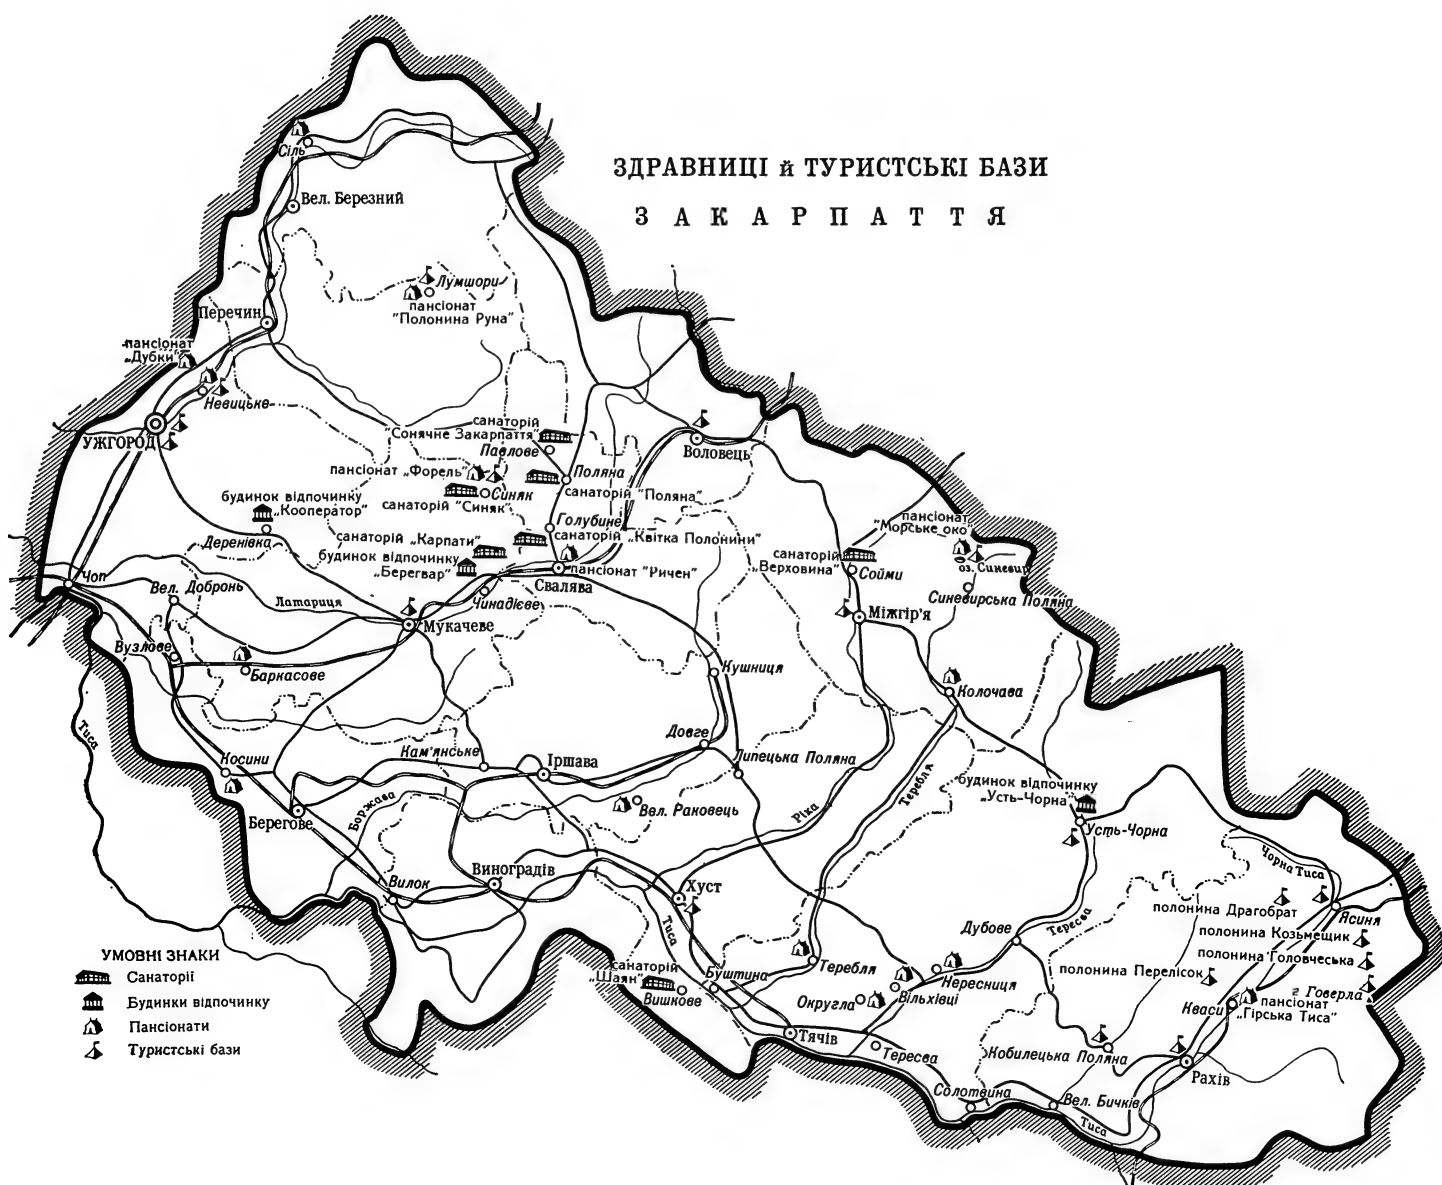 ЗДРАВНИЦІ й ТУРИСТСЬКІ БАЗИ
ЗАКАРПАТТЯ
Сіль
Вел. Березний
Лумшори
пансіонат
"Полонина Руна"
Перечин
пансіонат
„Дубки"
Невицьке
УЖГОРОД
санаторій
"Сонячне Закарпаття"
Павлове
Воловець
пансіонат „Форель"
Поляна
санаторій "Поляна"
Синяк
санаторій "Синяк"
будинок відпочинку
„Кооператор"
Деренівка
Голубине
санаторій „Квітка Полонини"
санаторій „Карпати"
будинок відпочинку
„Берегвар"
пансіонат "Ричен"
Свалява
Чинадієве
пансіонат
"Морське око"
оз. Синевир
Синевирська Поляна
санаторій
"Верховина"
Сойми
Міжгір'я
Чоп
Вел. Добронь
Латариця
Мукачеве
Вузлове
Баркасове
Кушниця
Колочава
Тиса
Косини
Кам'янське
Іршава
Довге
Липецька Поляна
Боржава
Берегове
Вел. Раковець
Ріка
Теребля
будинок відпочинку
„Усть-Чорна"
Усть-Чорна
Чорна Тиса
Вилок
Виноградів
Хуст
Тиса
полонина Драгобрат
Ясиня
полонина Козьмещик
полонина Головчеська
полонина Перелісок
г Говерла
Кваси
пансіонат
„Гірська Тиса"
Дубове
Тересва
санаторій
„Шаян"
Вишкове
Буштина
Теребля
Округла
Вільхівці
Нересниця
Тячів
Тересва
Кобилецька Поляна
Рахів
Солотвина
Вел. Бичків
Тиса
УМОВНІ ЗНАКИ
Санаторії
Будинки відпочинку
Пансіонати
Туристські бази